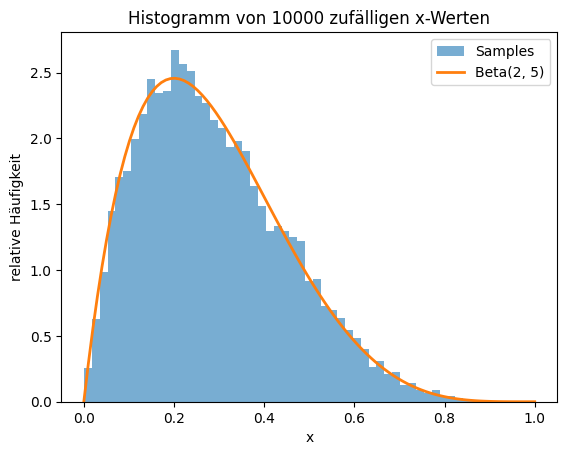 Histogramm von 10000 zufälligen x-Werten
Samples
Beta(2, 5)
relative Häufigkeit
2.5
2.0
1.5
1.0
0.5
0.0
0.0 0.2 0.4 0.6 0.8 1.0
x